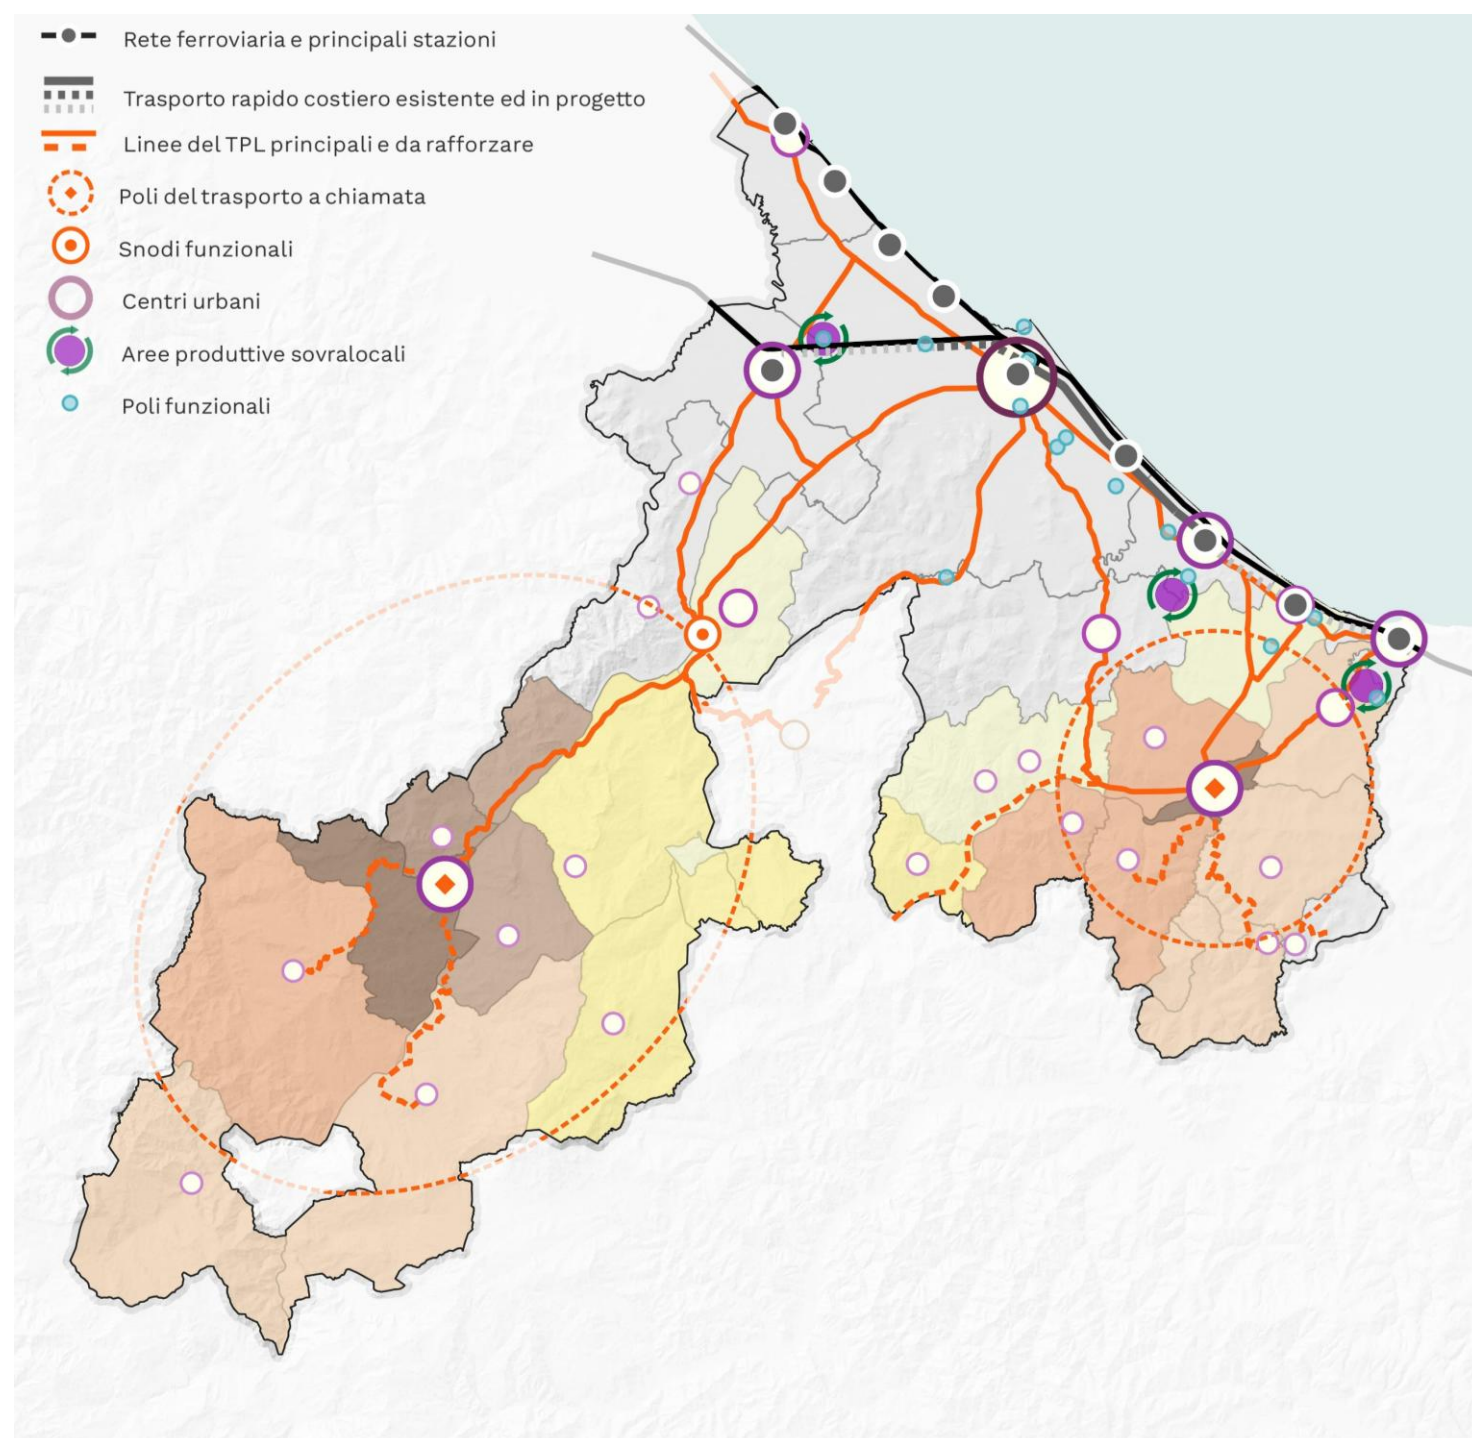 Rete ferroviaria e principali stazioni
Trasporto rapido costiero esistente ed in progetto
Linee del TPL principali e da rafforzare
Poli del trasporto a chiamata
Snodi funzionali
Centri urbani
Aree produttive sovralocali
Poli funzionali